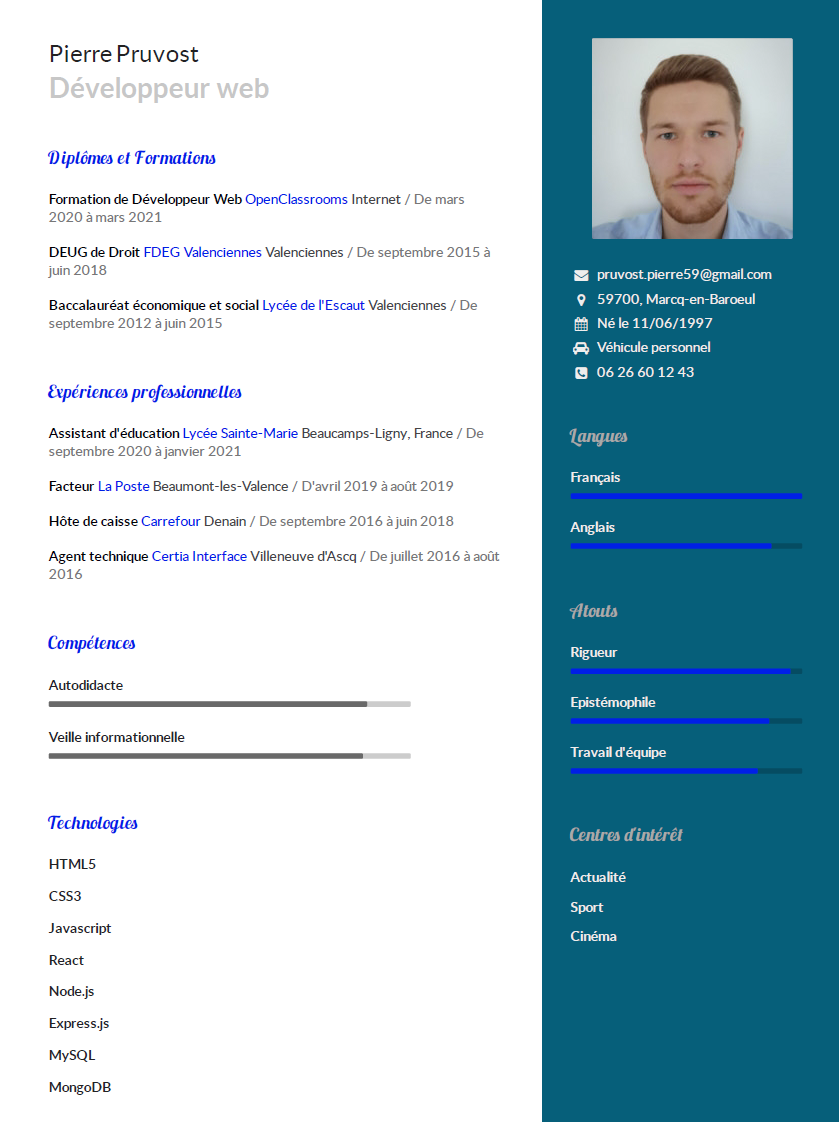 Pierre Pruvost
Développeur web
Diplômes et Formations
Formation de Développeur Web OpenClassrooms Internet / De mars
2020 à mars 2021
DEUG de Droit FDEG Valenciennes Valenciennes / De septembre 2015 à
juin 2018
Baccalauréat économique et social Lycée de l'Escaut Valenciennes / De
septembre 2012 à juin 2015
Expériences professionnelles
Assistant d'éducation Lycée Sainte-Marie Beaucamps-Ligny, France / De
septembre 2020 à janvier 2021
Facteur La Poste Beaumont-les-Valence / D'avril 2019 à août 2019
Hôte de caisse Carrefour Denain / De septembre 2016 à juin 2018
Agent technique Certia Interface Villeneuve d'Ascq / De juillet 2016 à août
2016
Compétences
Autodidacte
Veille informationnelle
Technologies
HTML5
CSS3
Javascript
React
Node.js
Express.js
MySQL
MongoDB
pruvost.pierre59@gmail.com
59700, Marcq-en-Baroeul
Né le 11/06/1997
Véhicule personnel
06 26 60 12 43
Langues
Français
Anglais
Atouts
Rigueur
Epistémophile
Travail d'équipe
Centres d'intérêt
Actualité
Sport
Cinéma